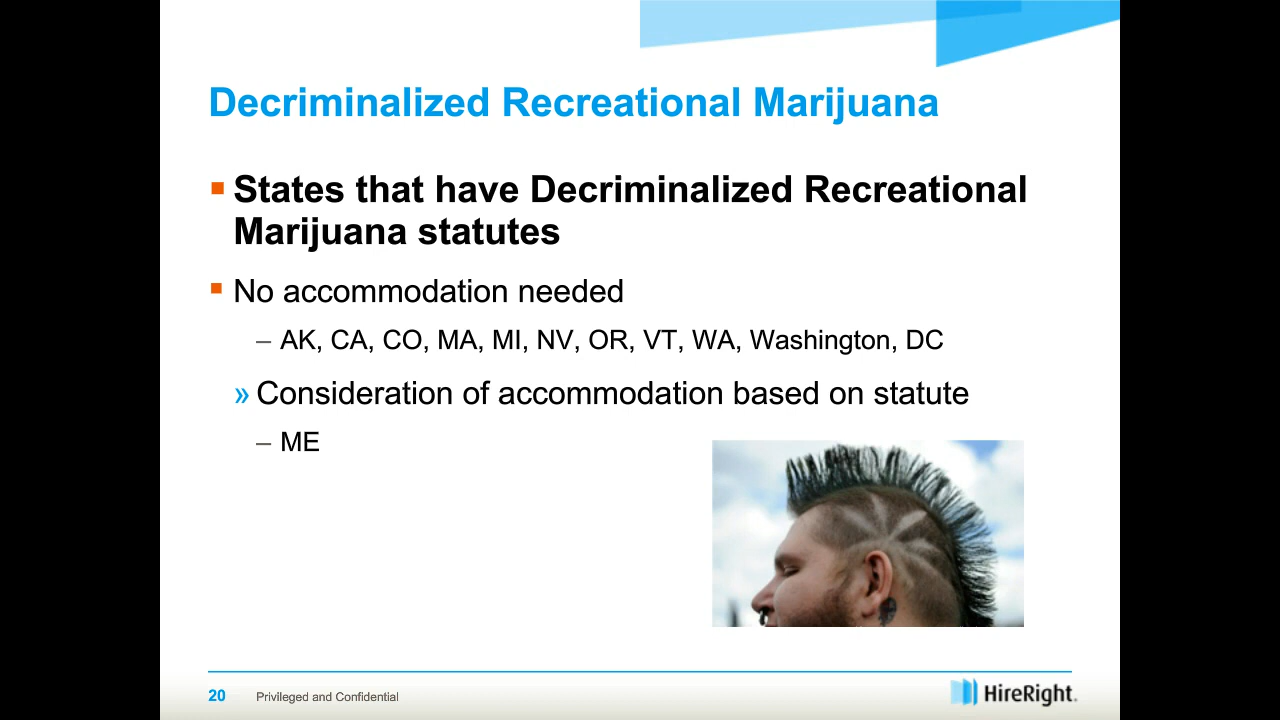 Decriminalized Recreational Marijuana
States that have Decriminalized Recreational
Marijuana statutes
No accommodation needed
– AK, CA, CO, MA, MI, NV, OR, VT, WA, Washington, DC
» Consideration of accommodation based on statute
– ME
20 Privileged and Confidential
HireRight.